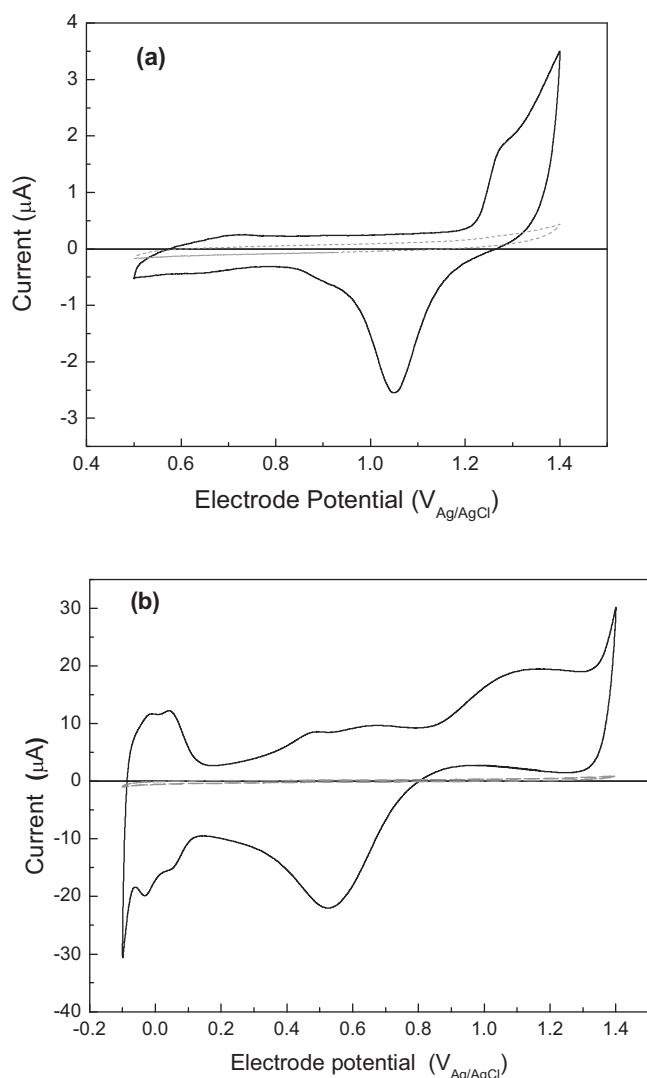 (a)
4
3
2
1
0
-1
-2
-3
0.4 0.6 0.8 1.0 1.2 1.4
Current (μA)
Electrode Potential (V_Ag/AgCl)
(b)
30
20
10
0
-10
-20
-30
-40
-0.2 0.0 0.2 0.4 0.6 0.8 1.0 1.2 1.4
Current (μA)
Electrode potential (V_Ag/AgCl)